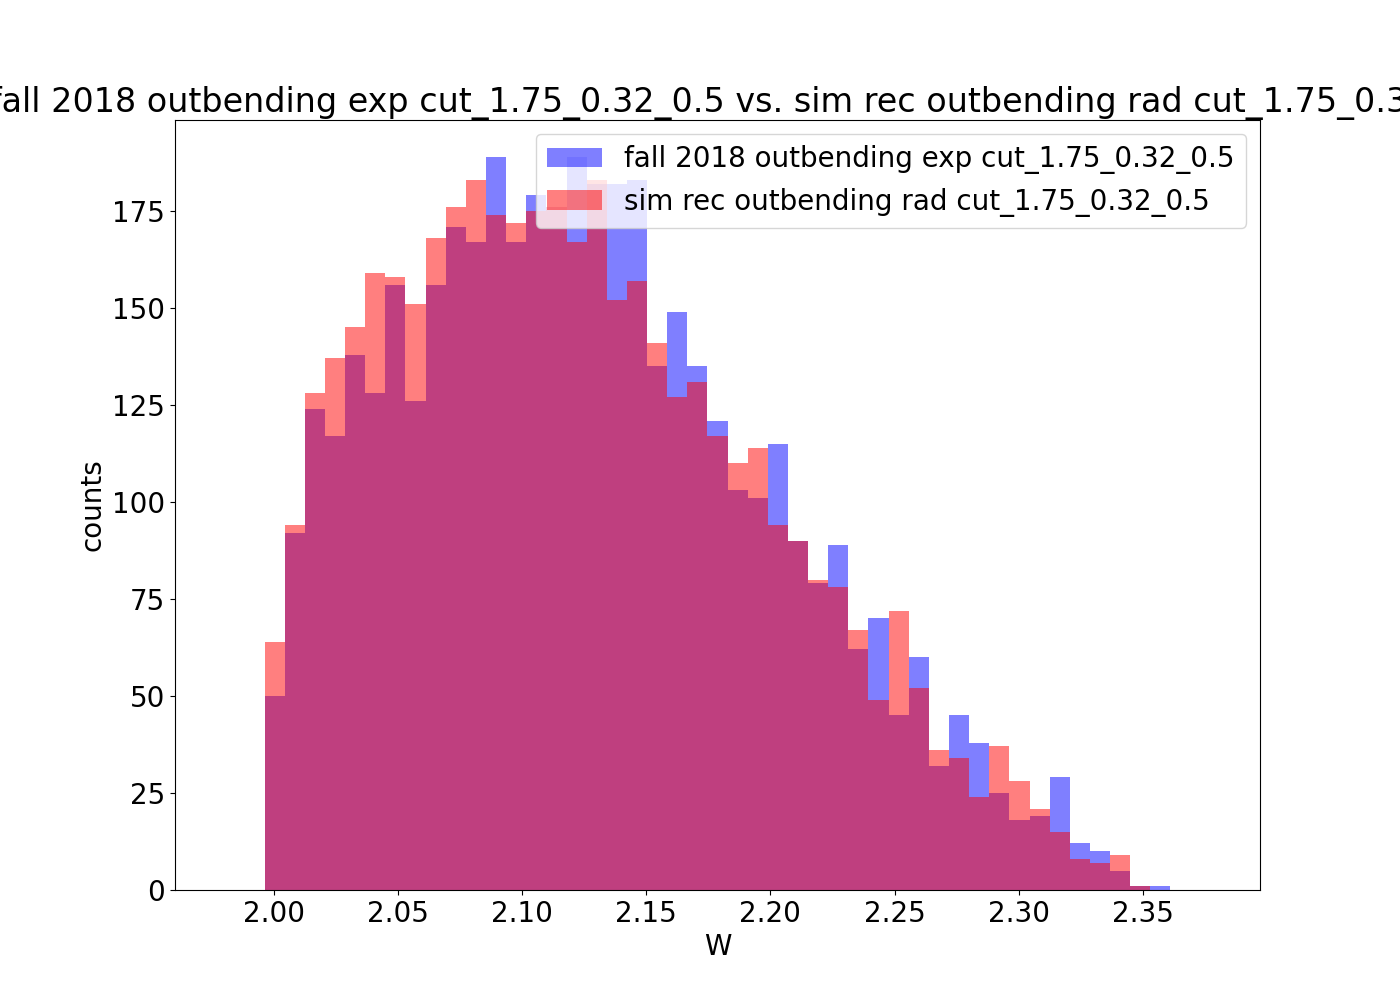 fall 2018 outbending exp cut_1.75_0.32_0.5 vs. sim rec outbending rad cut_1.75_0.3
fall 2018 outbending exp cut_1.75_0.32_0.5
sim rec outbending rad cut_1.75_0.32_0.5
175
150
125
100
75
50
25
0
counts
2.00 2.05 2.10 2.15 2.20 2.25 2.30 2.35
W